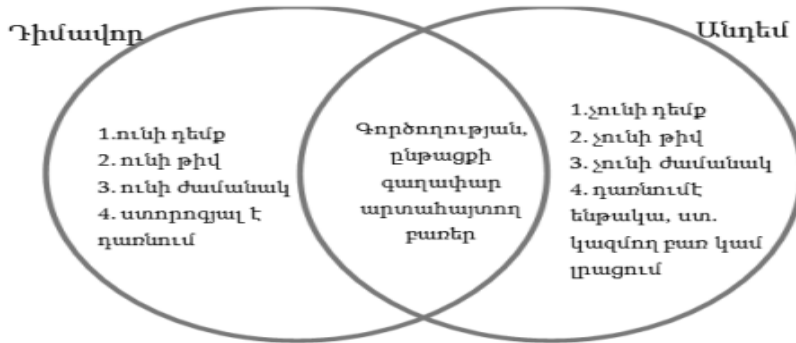 Դիմավոր
Անդեմ
1.ունի դեմք
2. ունի թիվ
3. ունի ժամանակ
4. ստորոգյալ է
դառնում
Գործողության,
ընթացքի
գաղափար
արտահայտող
բառեր
1.չունի դեմք
2. չունի թիվ
3. չունի ժամանակ
4. դառնումէ
ենթակա, ստ.
կազմող բառ կամ
լրացում